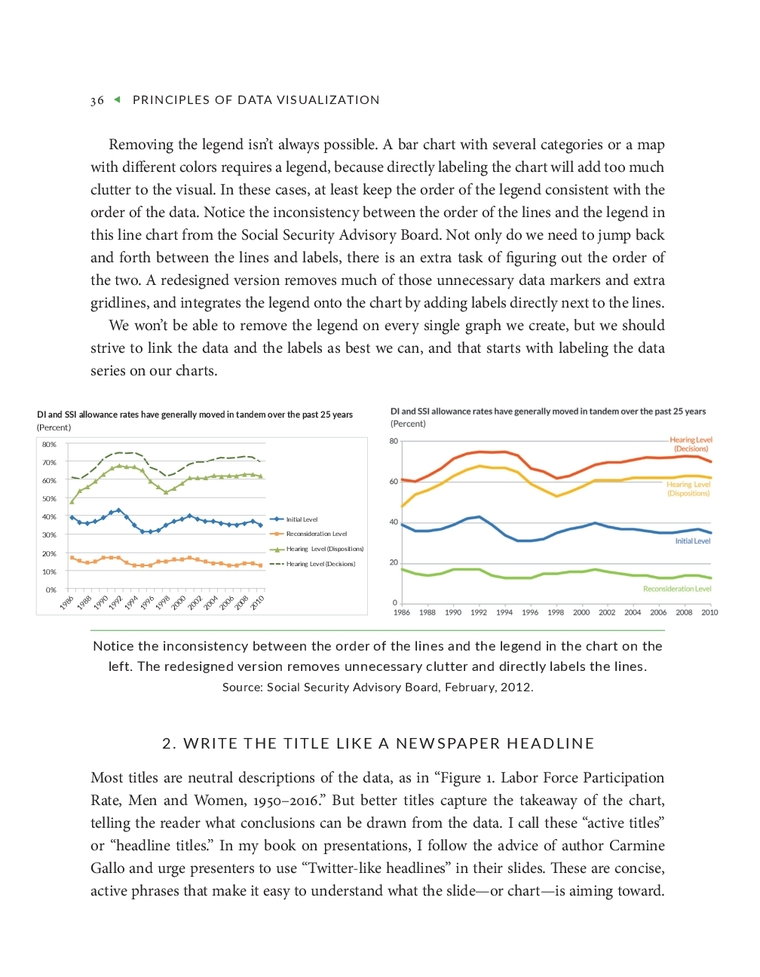 36 ◀ PRINCIPLES OF DATA VISUALIZATION
Removing the legend isn’t always possible. A bar chart with several categories or a map
with different colors requires a legend, because directly labeling the chart will add too much
clutter to the visual. In these cases, at least keep the order of the legend consistent with the
order of the data. Notice the inconsistency between the order of the lines and the legend in
this line chart from the Social Security Advisory Board. Not only do we need to jump back
and forth between the lines and labels, there is an extra task of figuring out the order of
the two. A redesigned version removes much of those unnecessary data markers and extra
gridlines, and integrates the legend onto the chart by adding labels directly next to the lines.
We won’t be able to remove the legend on every single graph we create, but we should
strive to link the data and the labels as best we can, and that starts with labeling the data
series on our charts.
DI and SSI allowance rates have generally moved in tandem over the past 25 years
(Percent)
80%
70%
60%
50%
40%
30%
20%
10%
0%
1986 1988 1990 1992 1994 1996 1998 2000 2002 2004 2006 2008 2010
Initial Level
Reconsideration Level
Hearing Level (Dispositions)
Hearing Level (Decisions)
DI and SSI allowance rates have generally moved in tandem over the past 25 years
(Percent)
80
60
40
20
0
Hearing Level
(Decisions)
Hearing Level
(Dispositions)
Initial Level
Reconsideration Level
1986 1988 1990 1992 1994 1996 1998 2000 2002 2004 2006 2008 2010
Notice the inconsistency between the order of the lines and the legend in the chart on the
left. The redesigned version removes unnecessary clutter and directly labels the lines.
Source: Social Security Advisory Board, February, 2012.
2. WRITE THE TITLE LIKE A NEWSPAPER HEADLINE
Most titles are neutral descriptions of the data, as in “Figure 1. Labor Force Participation
Rate, Men and Women, 1950–2016.” But better titles capture the takeaway of the chart,
telling the reader what conclusions can be drawn from the data. I call these “active titles”
or “headline titles.” In my book on presentations, I follow the advice of author Carmine
Gallo and urge presenters to use “Twitter-like headlines” in their slides. These are concise,
active phrases that make it easy to understand what the slide—or chart—is aiming toward.